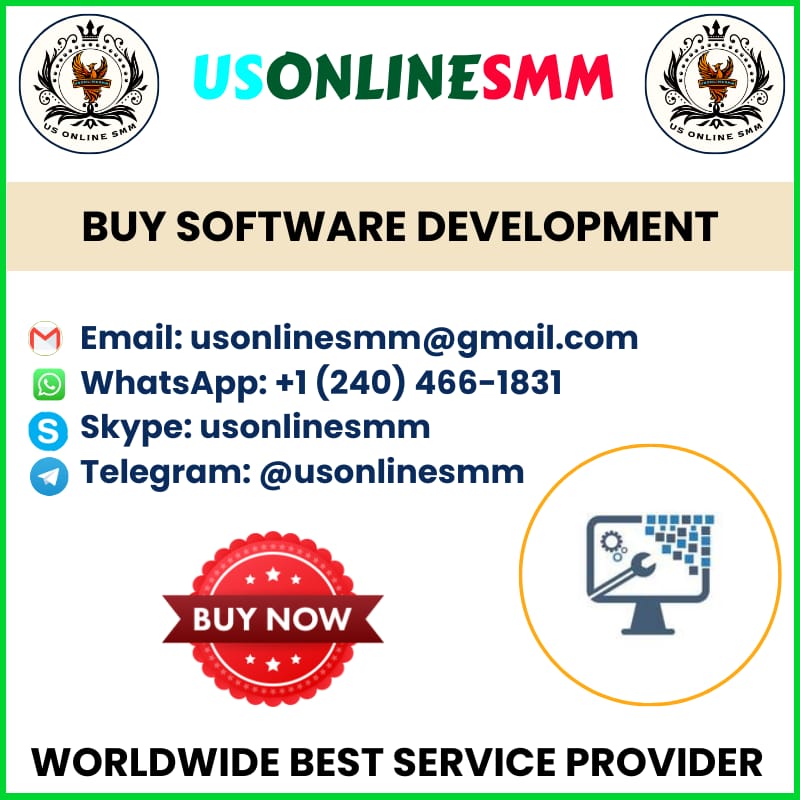 USONLINESMM
US ONLINE SMM
US ONLINE SMM
BUY SOFTWARE DEVELOPMENT
Email: usonlinesmm@gmail.com
WhatsApp: +1 (240) 466-1831
Skype: usonlinesmm
Telegram: @usonlinesmm
BUY NOW
WORLDWIDE BEST SERVICE PROVIDER